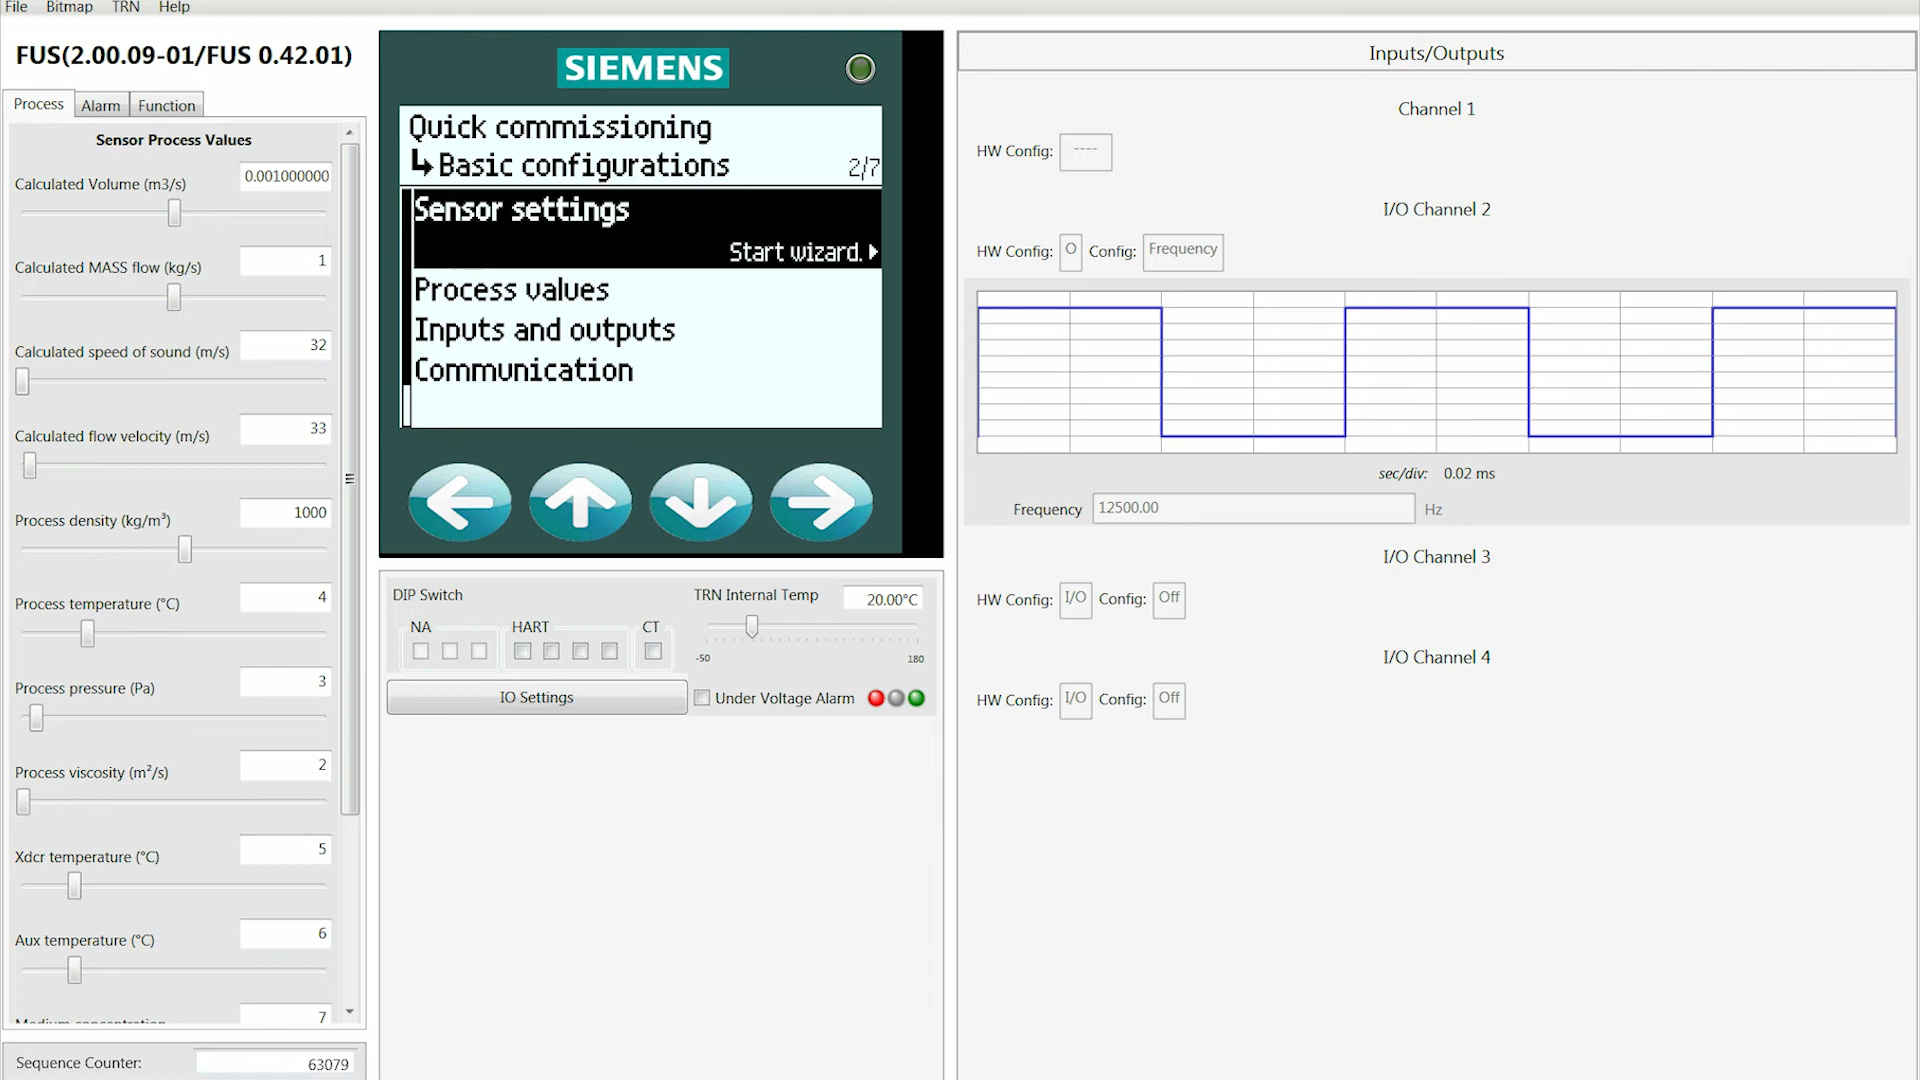 File Bitmap TRN Help
FUS(2.00.09-01/FUS 0.42.01)
Process Alarm Function
Sensor Process Values
Calculated Volume (m3/s) 0.001000000
Calculated MASS flow (kg/s) 1
Calculated speed of sound (m/s) 32
Calculated flow velocity (m/s) 33
Process density (kg/m³) 1000
Process temperature (°C) 4
Process pressure (Pa) 3
Process viscosity (m²/s) 2
Xdcr temperature (°C) 5
Aux temperature (°C) 6
Medium concentration 7
Sequence Counter: 63079
SIEMENS
Quick commissioning
↳Basic configurations 2/7
Sensor settings
Start wizard.
Process values
Inputs and outputs
Communication
DIP Switch
NA HART CT
TRN Internal Temp 20.00°C
-50 180
IO Settings
Under Voltage Alarm
Inputs/Outputs
Channel 1
HW Config: ----
I/O Channel 2
HW Config: O Config: Frequency
sec/div: 0.02 ms
Frequency 12500.00 Hz
I/O Channel 3
HW Config: I/O Config: Off
I/O Channel 4
HW Config: I/O Config: Off